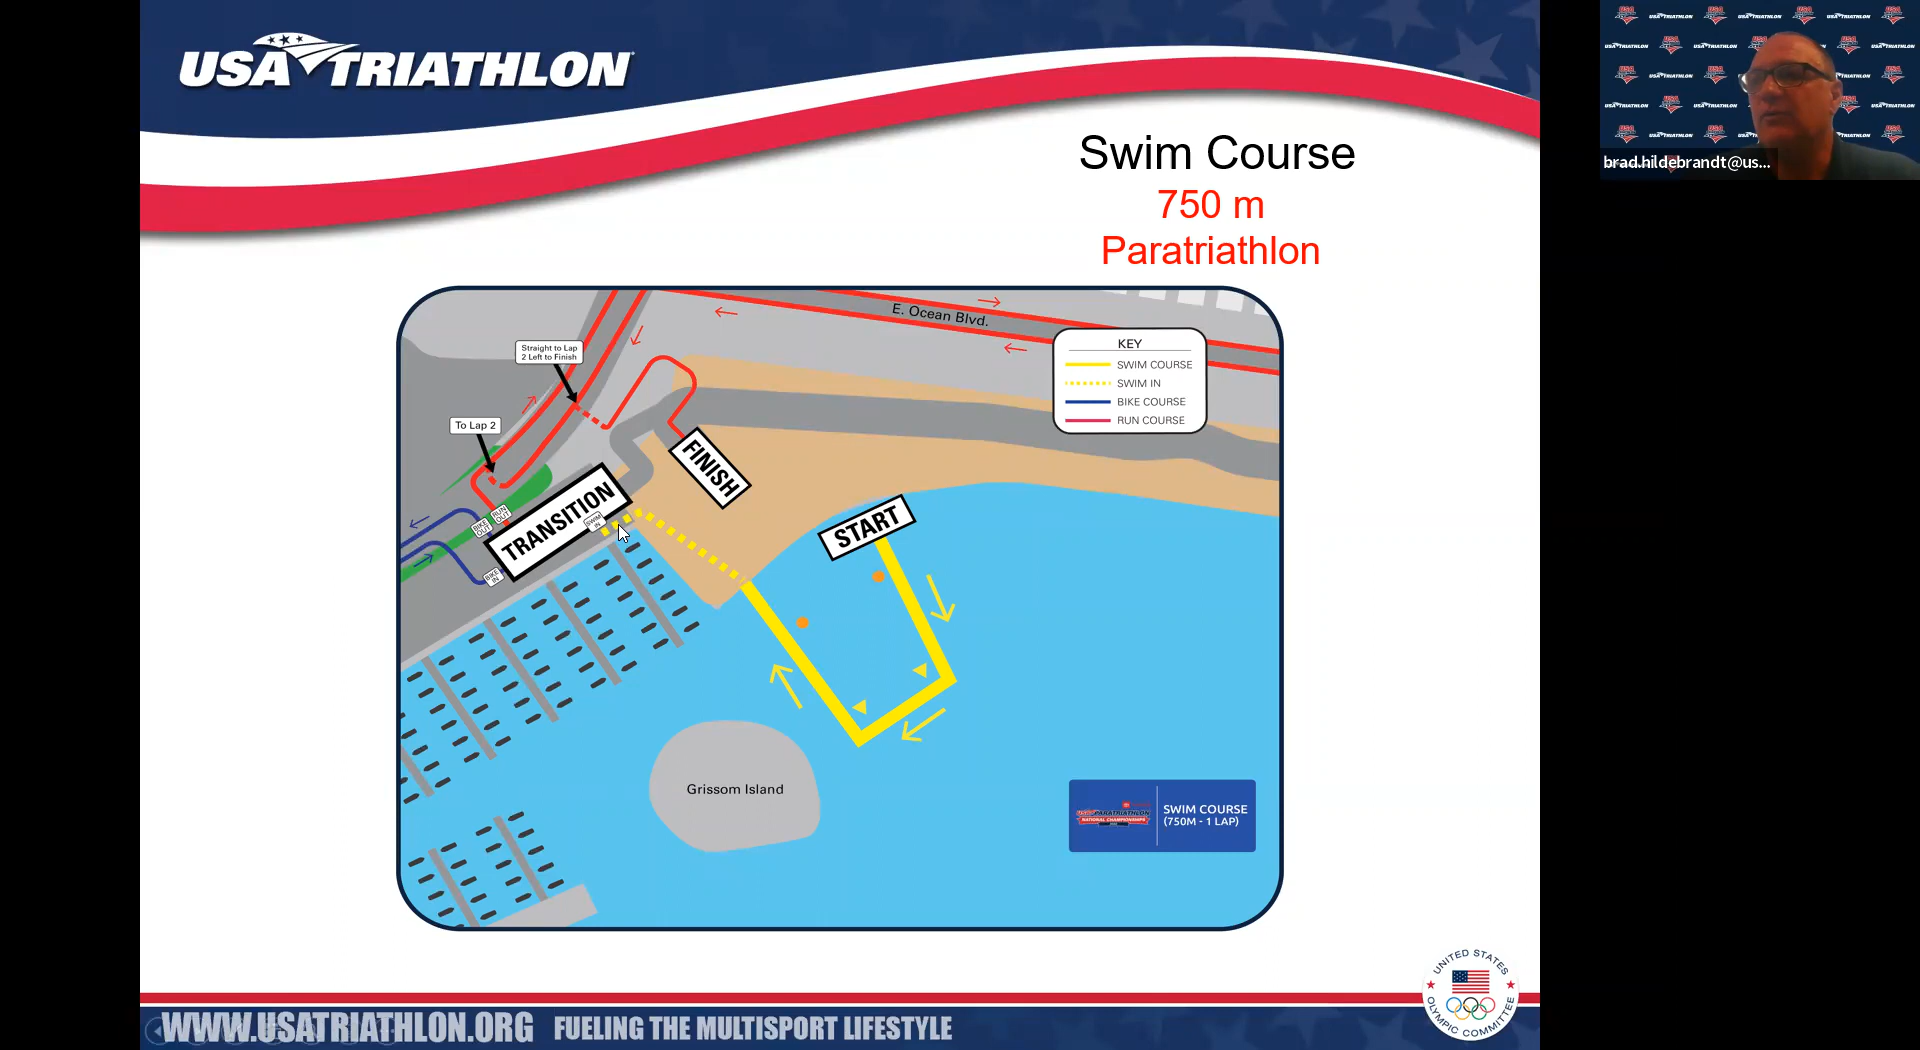 USA TRIATHLON
Swim Course
750 m
Paratriathlon
brad.hildebrandt@us...
E. Ocean Blvd.
KEY
SWIM COURSE
SWIM IN
BIKE COURSE
RUN COURSE
Straight to Lap
2 Left to Finish
To Lap 2
FINISH
TRANSITION
SWIM
IN
BIKE
OUT
RUN
OUT
BIKE
IN
START
Grissom Island
PARATRIATHLON
NATIONAL CHAMPIONSHIPS
SWIM COURSE
(750M - 1 LAP)
UNITED STATES
OLYMPIC COMMITTEE
WWW.USATRIATHLON.ORG FUELING THE MULTISPORT LIFESTYLE